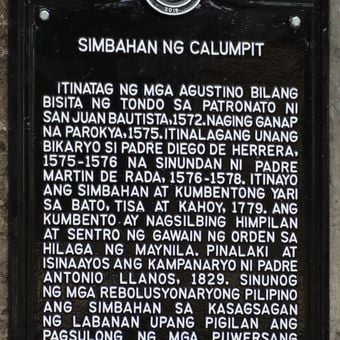 2019
SIMBAHAN NG CALUMPIT
ITINATAG NG MGA AGUSTINO BILANG
BISITA NG TONDO SA PATRONATO NI
SAN JUAN BAUTISTA, 1572. NAGING GANAP
NA PAROKYA, 1575. ITINALAGANG UNANG
BIKARYO SI PADRE DIEGO DE HERRERA,
1575-1576 NA SINUNDAN NI PADRE
MARTIN DE RADA, 1576-1578. ITINAYO
ANG SIMBAHAN AT KUMBENTONG YARI
SA BATO, TISA AT KAHOY, 1779. ANG
KUMBENTO AY NAGSILBING HIMPILAN
AT SENTRO NG GAWAIN NG ORDEN SA
HILAGA NG MAYNILA. PINALAKI AT
ISINAAYOS ANG KAMPANARYO NI PADRE
ANTONIO LLANOS, 1829. SINUNOG
NG MGA REBOLUSYONARYONG PILIPINO
ANG SIMBAHAN SA KASAGSAGAN
NG LABANAN UPANG PIGILAN ANG
PAGSULONG NG MGA PUWERSANG